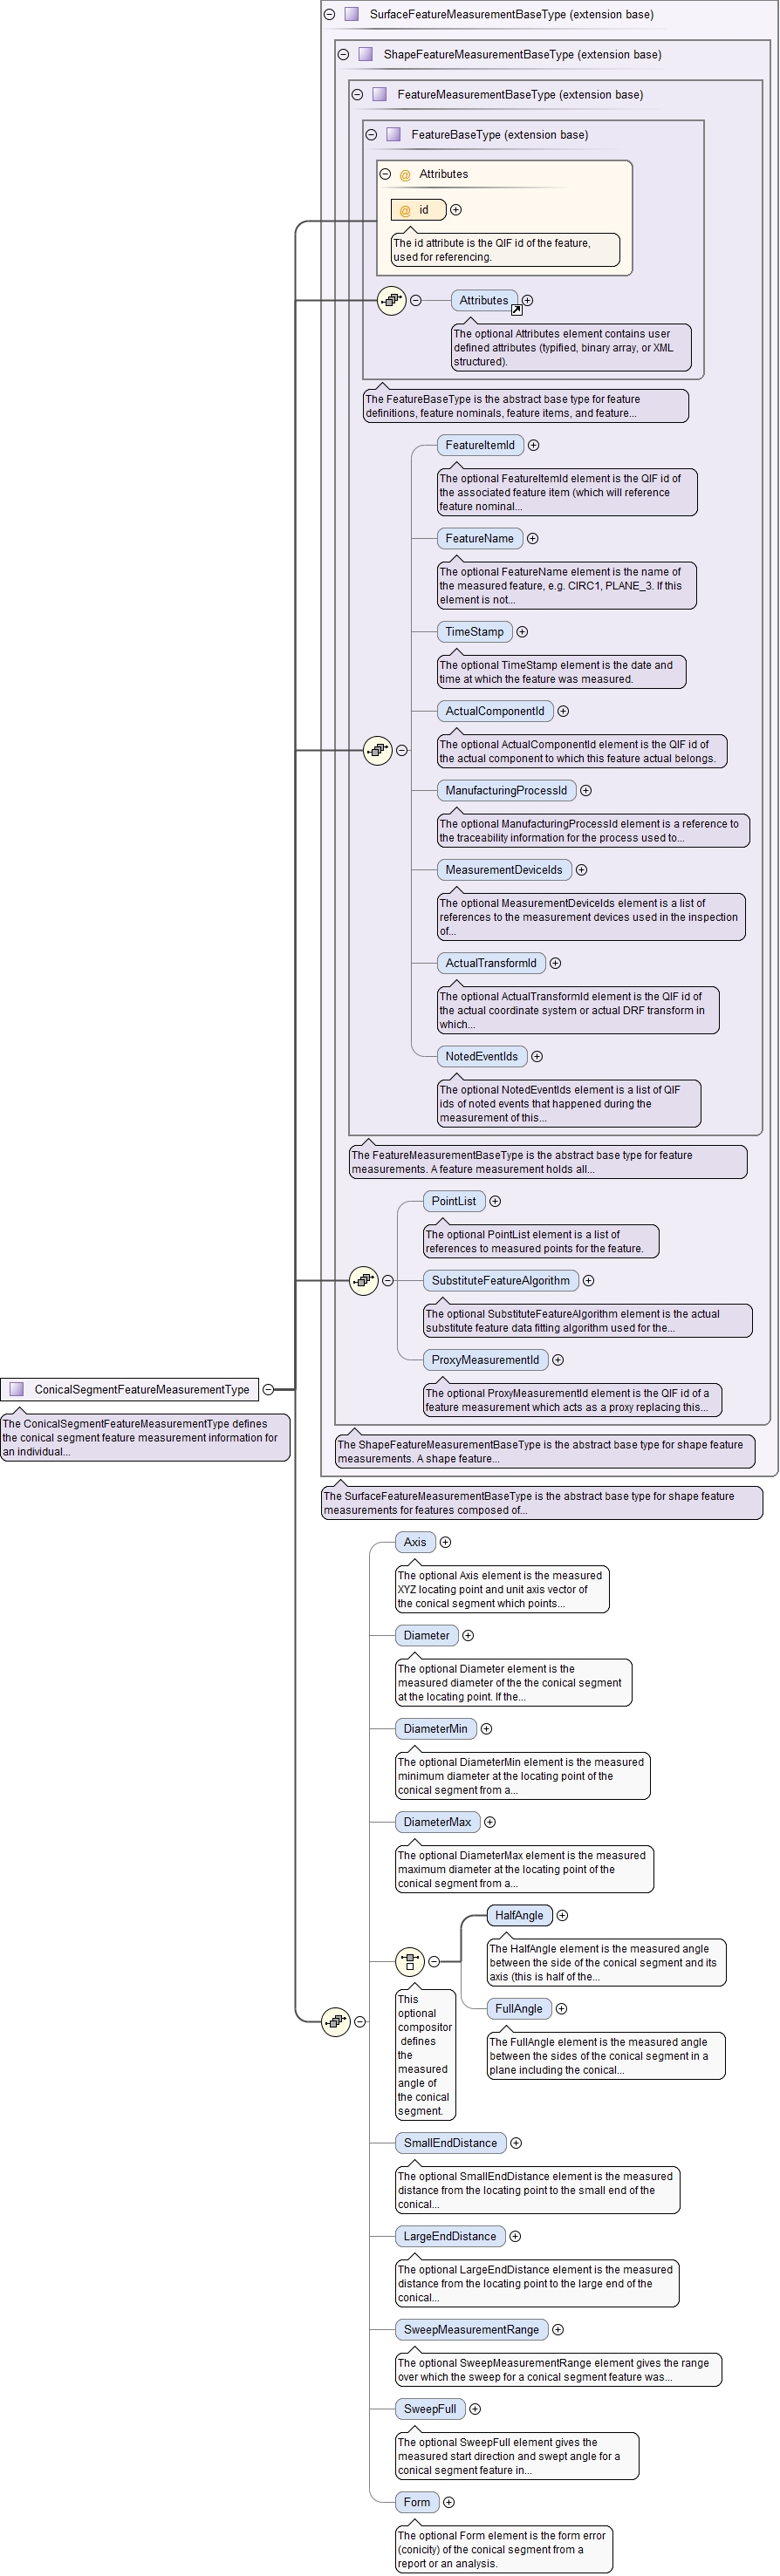 SurfaceFeatureMeasurementBaseType (extension base)
ShapeFeatureMeasurementBaseType (extension base)
FeatureMeasurementBaseType (extension base)
FeatureBaseType (extension base)
@ Attributes
@ id
The id attribute is the QIF id of the feature,
used for referencing.
Attributes
The optional Attributes element contains user
defined attributes (typified, binary array, or XML
structured).
The FeatureBaseType is the abstract base type for feature
definitions, feature nominals, feature items, and feature...
FeatureItemId
The optional FeatureItemId element is the QIF id of
the associated feature item (which will reference
feature nominal...
FeatureName
The optional FeatureName element is the name of
the measured feature, e.g. CIRC1, PLANE_3. If this
element is not...
TimeStamp
The optional TimeStamp element is the date and
time at which the feature was measured.
ActualComponentId
The optional ActualComponentId element is the QIF id of
the actual component to which this feature actual belongs.
ManufacturingProcessId
The optional ManufacturingProcessId element is a reference to
the traceability information for the process used to...
MeasurementDeviceIds
The optional MeasurementDeviceIds element is a list of
references to the measurement devices used in the inspection
of...
ActualTransformId
The optional ActualTransformId element is the QIF id of
the actual coordinate system or actual DRF transform in
which...
NotedEventIds
The optional NotedEventIds element is a list of QIF
ids of noted events that happened during the
measurement of this...
The FeatureMeasurementBaseType is the abstract base type for feature
measurements. A feature measurement holds all...
PointList
The optional PointList element is a list of
references to measured points for the feature.
SubstituteFeatureAlgorithm
The optional SubstituteFeatureAlgorithm element is the actual
substitute feature data fitting algorithm used for the...
ProxyMeasurementId
The optional ProxyMeasurementId element is the QIF id of a
feature measurement which acts as a proxy replacing this...
ConicalSegmentFeatureMeasurementType
The ConicalSegmentFeatureMeasurementType defines
the conical segment feature measurement information for
an individual...
The ShapeFeatureMeasurementBaseType is the abstract base type for shape feature
measurements. A shape feature...
The SurfaceFeatureMeasurementBaseType is the abstract base type for shape feature
measurements for features composed of...
Axis
The optional Axis element is the measured
XYZ locating point and unit axis vector of
the conical segment which points...
Diameter
The optional Diameter element is the
measured diameter of the the conical segment
at the locating point. If the...
DiameterMin
The optional DiameterMin element is the measured
minimum diameter at the locating point of the
conical segment from a...
DiameterMax
The optional DiameterMax element is the measured
maximum diameter at the locating point of the
conical segment from a...
HalfAngle
The HalfAngle element is the measured angle
between the side of the conical segment and its
axis (this is half of the...
This
optional
compositor
defines
the
measured
angle of
the conical
segment.
FullAngle
The FullAngle element is the measured angle
between the sides of the conical segment in a
plane including the conical...
SmallEndDistance
The optional SmallEndDistance element is the measured
distance from the locating point to the small end of the
conical...
LargeEndDistance
The optional LargeEndDistance element is the measured
distance from the locating point to the large end of the
conical...
SweepMeasurementRange
The optional SweepMeasurementRange element gives the range
over which the sweep for a conical segment feature was...
SweepFull
The optional SweepFull element gives the
measured start direction and swept angle for a
conical segment feature in...
Form
The optional Form element is the form error
(conicity) of the conical segment from a
report or an analysis.